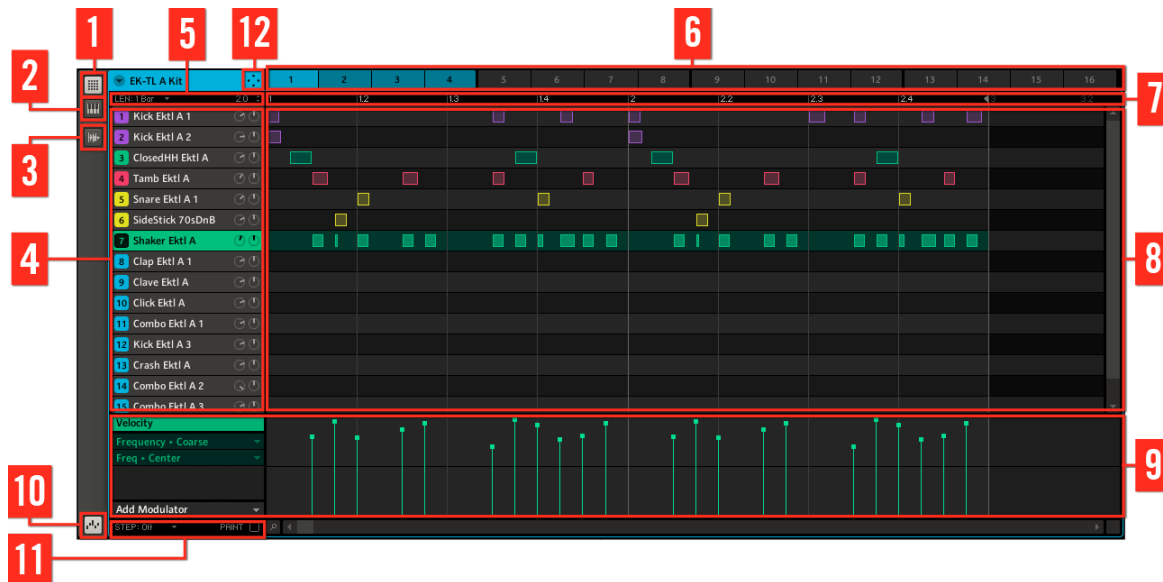 1
5
12
6
2
EK-TL A Kit
1 2 3 4 5 6 7 8 9 10 11 12 13 14 15 16
LEN: 1 Bar 2.0
1 1.2 1.3 1.4 2 2.2 2.3 2.4 3 3.2
7
1 Kick Ektl A 1
2 Kick Ektl A 2
3
3 ClosedHH Ektl A
4 Tamb Ektl A
5 Snare Ektl A 1
6 SideStick 70sDnB
7 Shaker Ektl A
4
8
8 Clap Ektl A 1
9 Clave Ektl A
10 Click Ektl A
11 Combo Ektl A 1
12 Kick Ektl A 3
13 Crash Ektl A
14 Combo Ektl A 2
15 Combo Ektl A 3
Velocity
Frequency • Coarse
Freq • Center
9
10
Add Modulator
STEP: Off PRINT
11